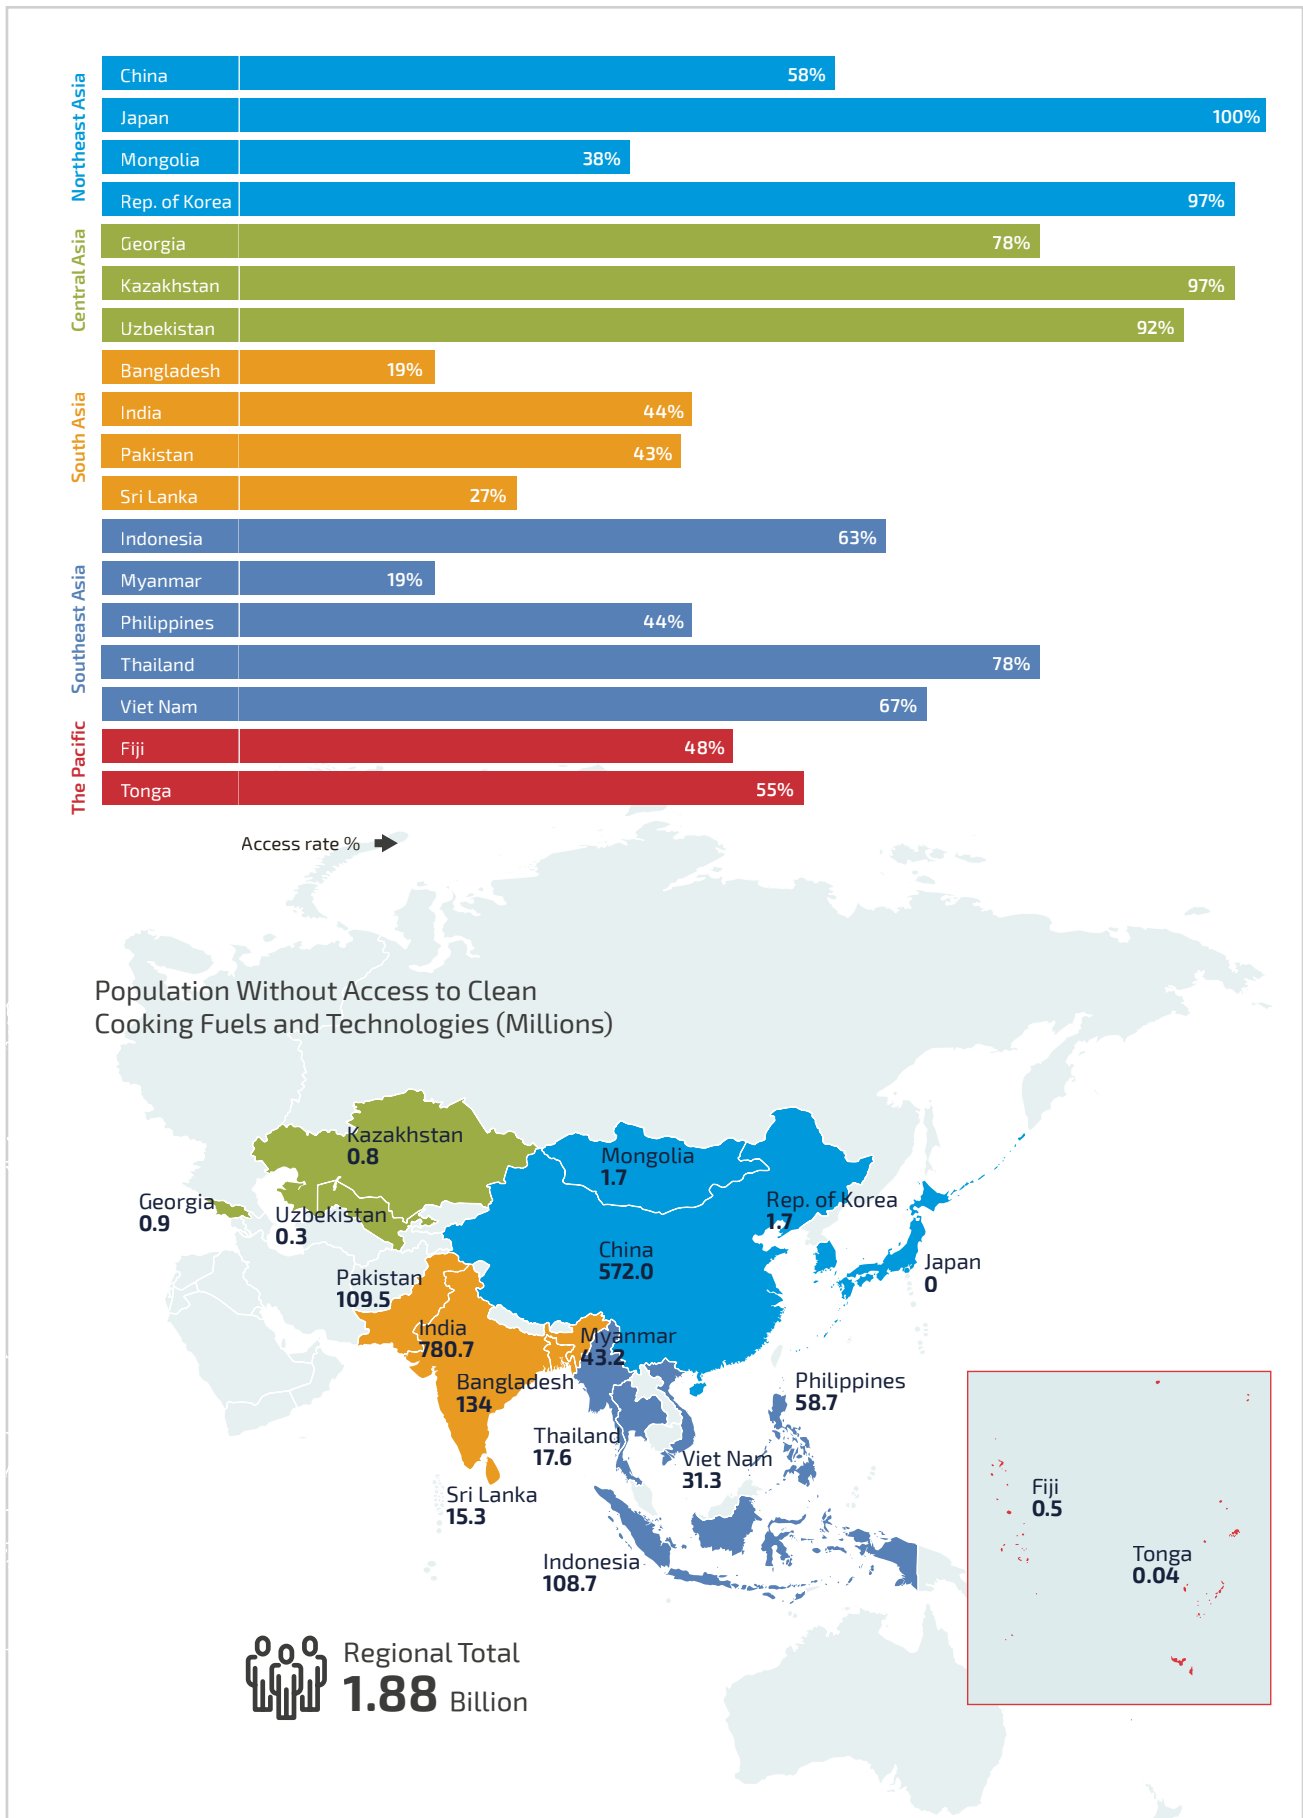 Northeast Asia
China 58%
Japan 100%
Mongolia 38%
Rep. of Korea 97%
Central Asia
Georgia 78%
Kazakhstan 97%
Uzbekistan 92%
South Asia
Bangladesh 19%
India 44%
Pakistan 43%
Sri Lanka 27%
Southeast Asia
Indonesia 63%
Myanmar 19%
Philippines 44%
Thailand 78%
Viet Nam 67%
The Pacific
Fiji 48%
Tonga 55%
Access rate %
Population Without Access to Clean
Cooking Fuels and Technologies (Millions)
Kazakhstan
0.8
Mongolia
1.7
Georgia
0.9
Uzbekistan
0.3
Rep. of Korea
1.7
China
572.0
Japan
0
Pakistan
109.5
India
780.7
Myanmar
43.2
Bangladesh
134
Philippines
58.7
Thailand
17.6
Viet Nam
31.3
Sri Lanka
15.3
Fiji
0.5
Tonga
0.04
Indonesia
108.7
Regional Total
1.88 Billion